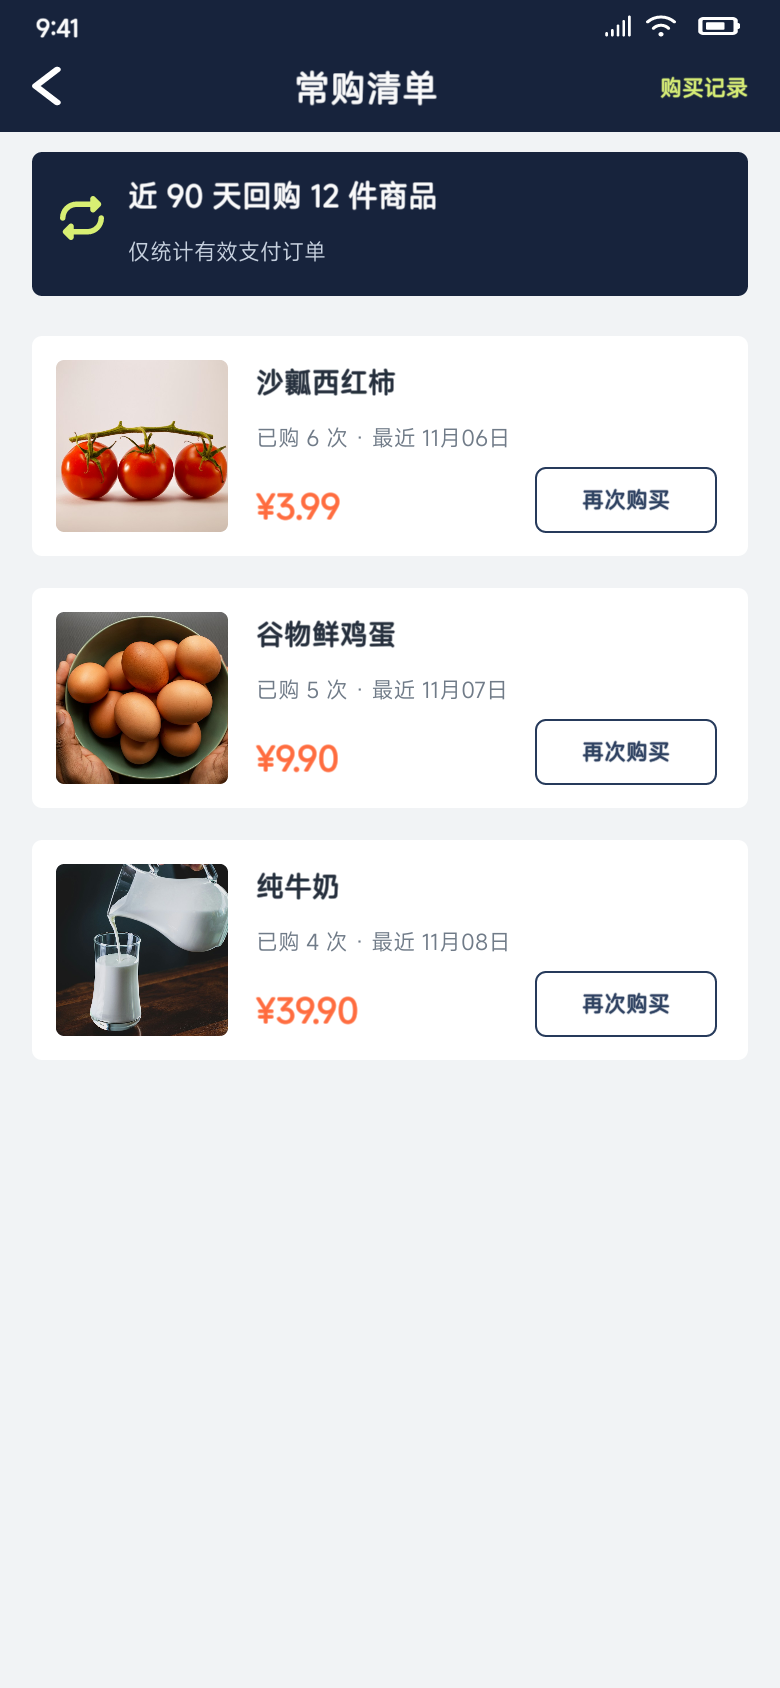 9:41
常购清单
购买记录
近 90 天回购 12 件商品
仅统计有效支付订单
沙瓤西红柿
已购 6 次 · 最近 11月06日
¥3.99
再次购买
谷物鲜鸡蛋
已购 5 次 · 最近 11月07日
¥9.90
再次购买
纯牛奶
已购 4 次 · 最近 11月08日
¥39.90
再次购买